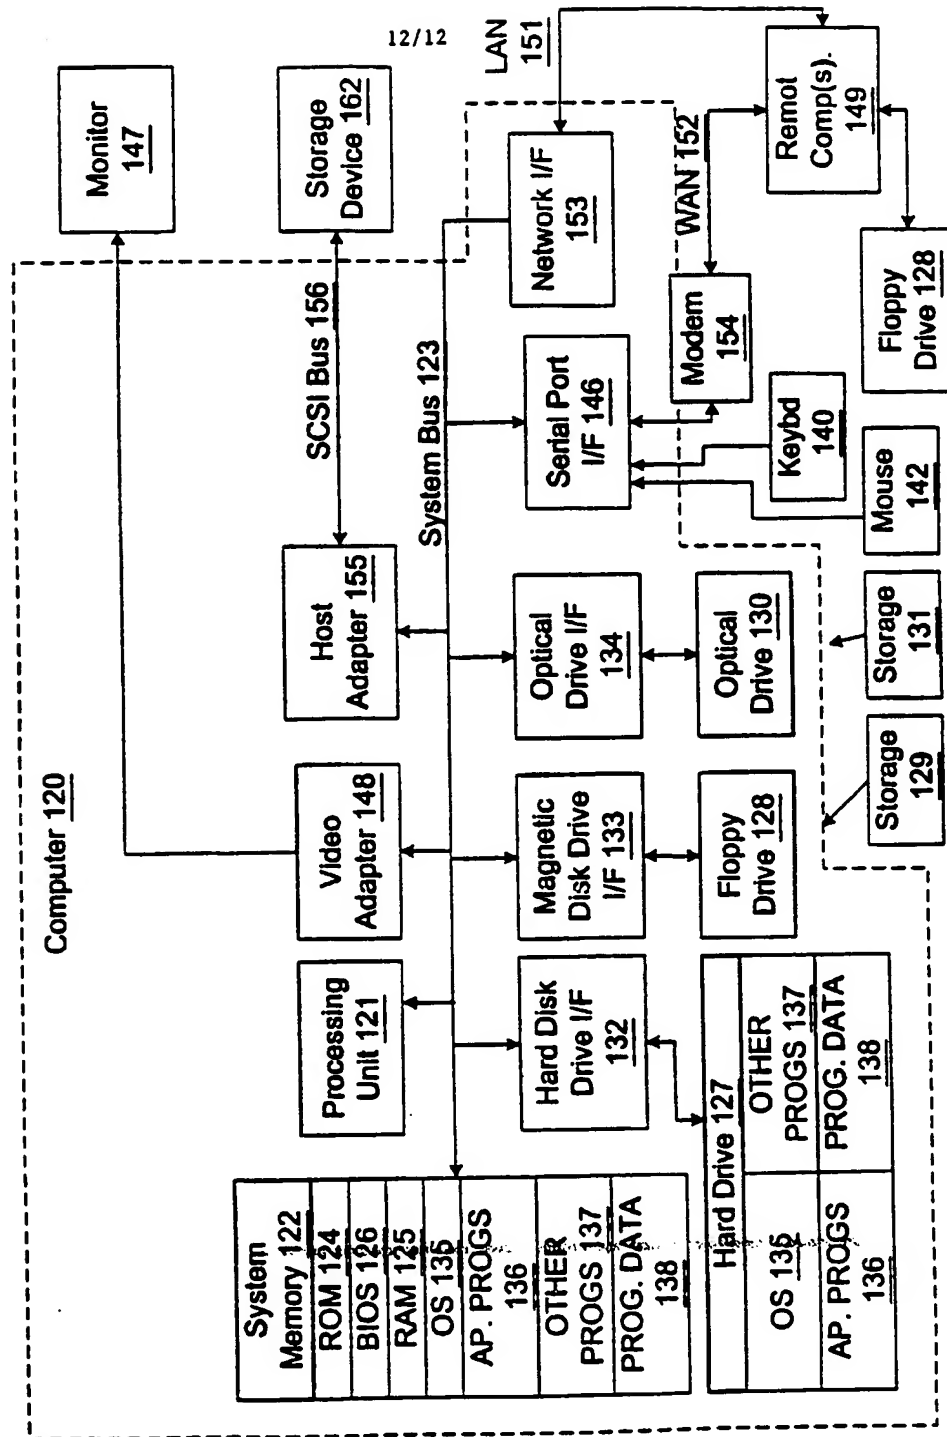 12/12
Computer 120
Monitor
147
Storage
Device 162
SCSI Bus 156
Processing
Unit 121
Video
Adapter 148
Host
Adapter 155
System Bus 123
LAN
151
System
Memory 122
ROM 124
BIOS 126
RAM 125
OS 135
AP. PROGS
136
OTHER
PROGS 137
PROG. DATA
138
Hard Disk
Drive I/F
132
Magnetic
Disk Drive
I/F 133
Optical
Drive I/F
134
Serial Port
I/F 146
Network I/F
153
WAN 152
Floppy
Drive 128
Optical
Drive 130
Modem
154
Remot
Comp(s).
149
Hard Drive 127
OS 135
OTHER
PROGS 137
AP. PROGS
136
PROG. DATA
138
Keybd
140
Storage
129
Storage
131
Mouse
142
Floppy
Drive 128